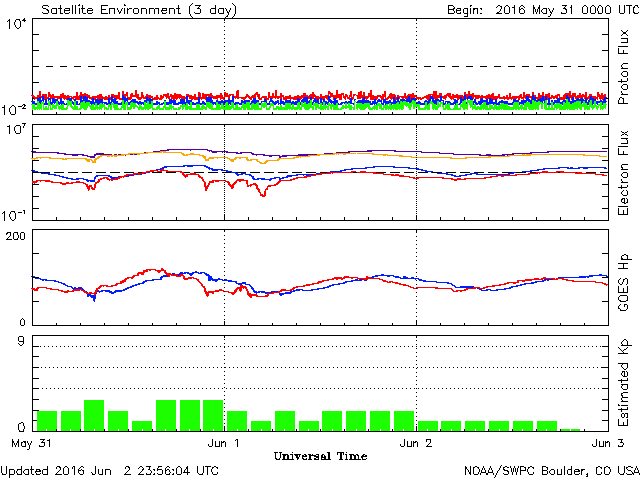 Satellite Environment (3 day) Begin: 2016 May 31 0000 UTC
10^4
10^-2
Proton Flux
10^7
10^-1
Electron Flux
200
0
GOES Hp
9
0
Estimated Kp
May 31 Jun 1 Jun 2 Jun 3
Universal Time
Updated 2016 Jun 2 23:56:04 UTC NOAA/SWPC Boulder, CO USA